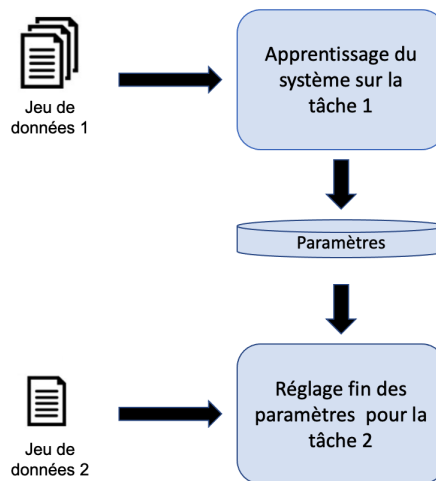 Apprentissage du
système sur la
tâche 1
Jeu de
données 1
Paramètres
Réglage fin des
paramètres pour la
tâche 2
Jeu de
données 2